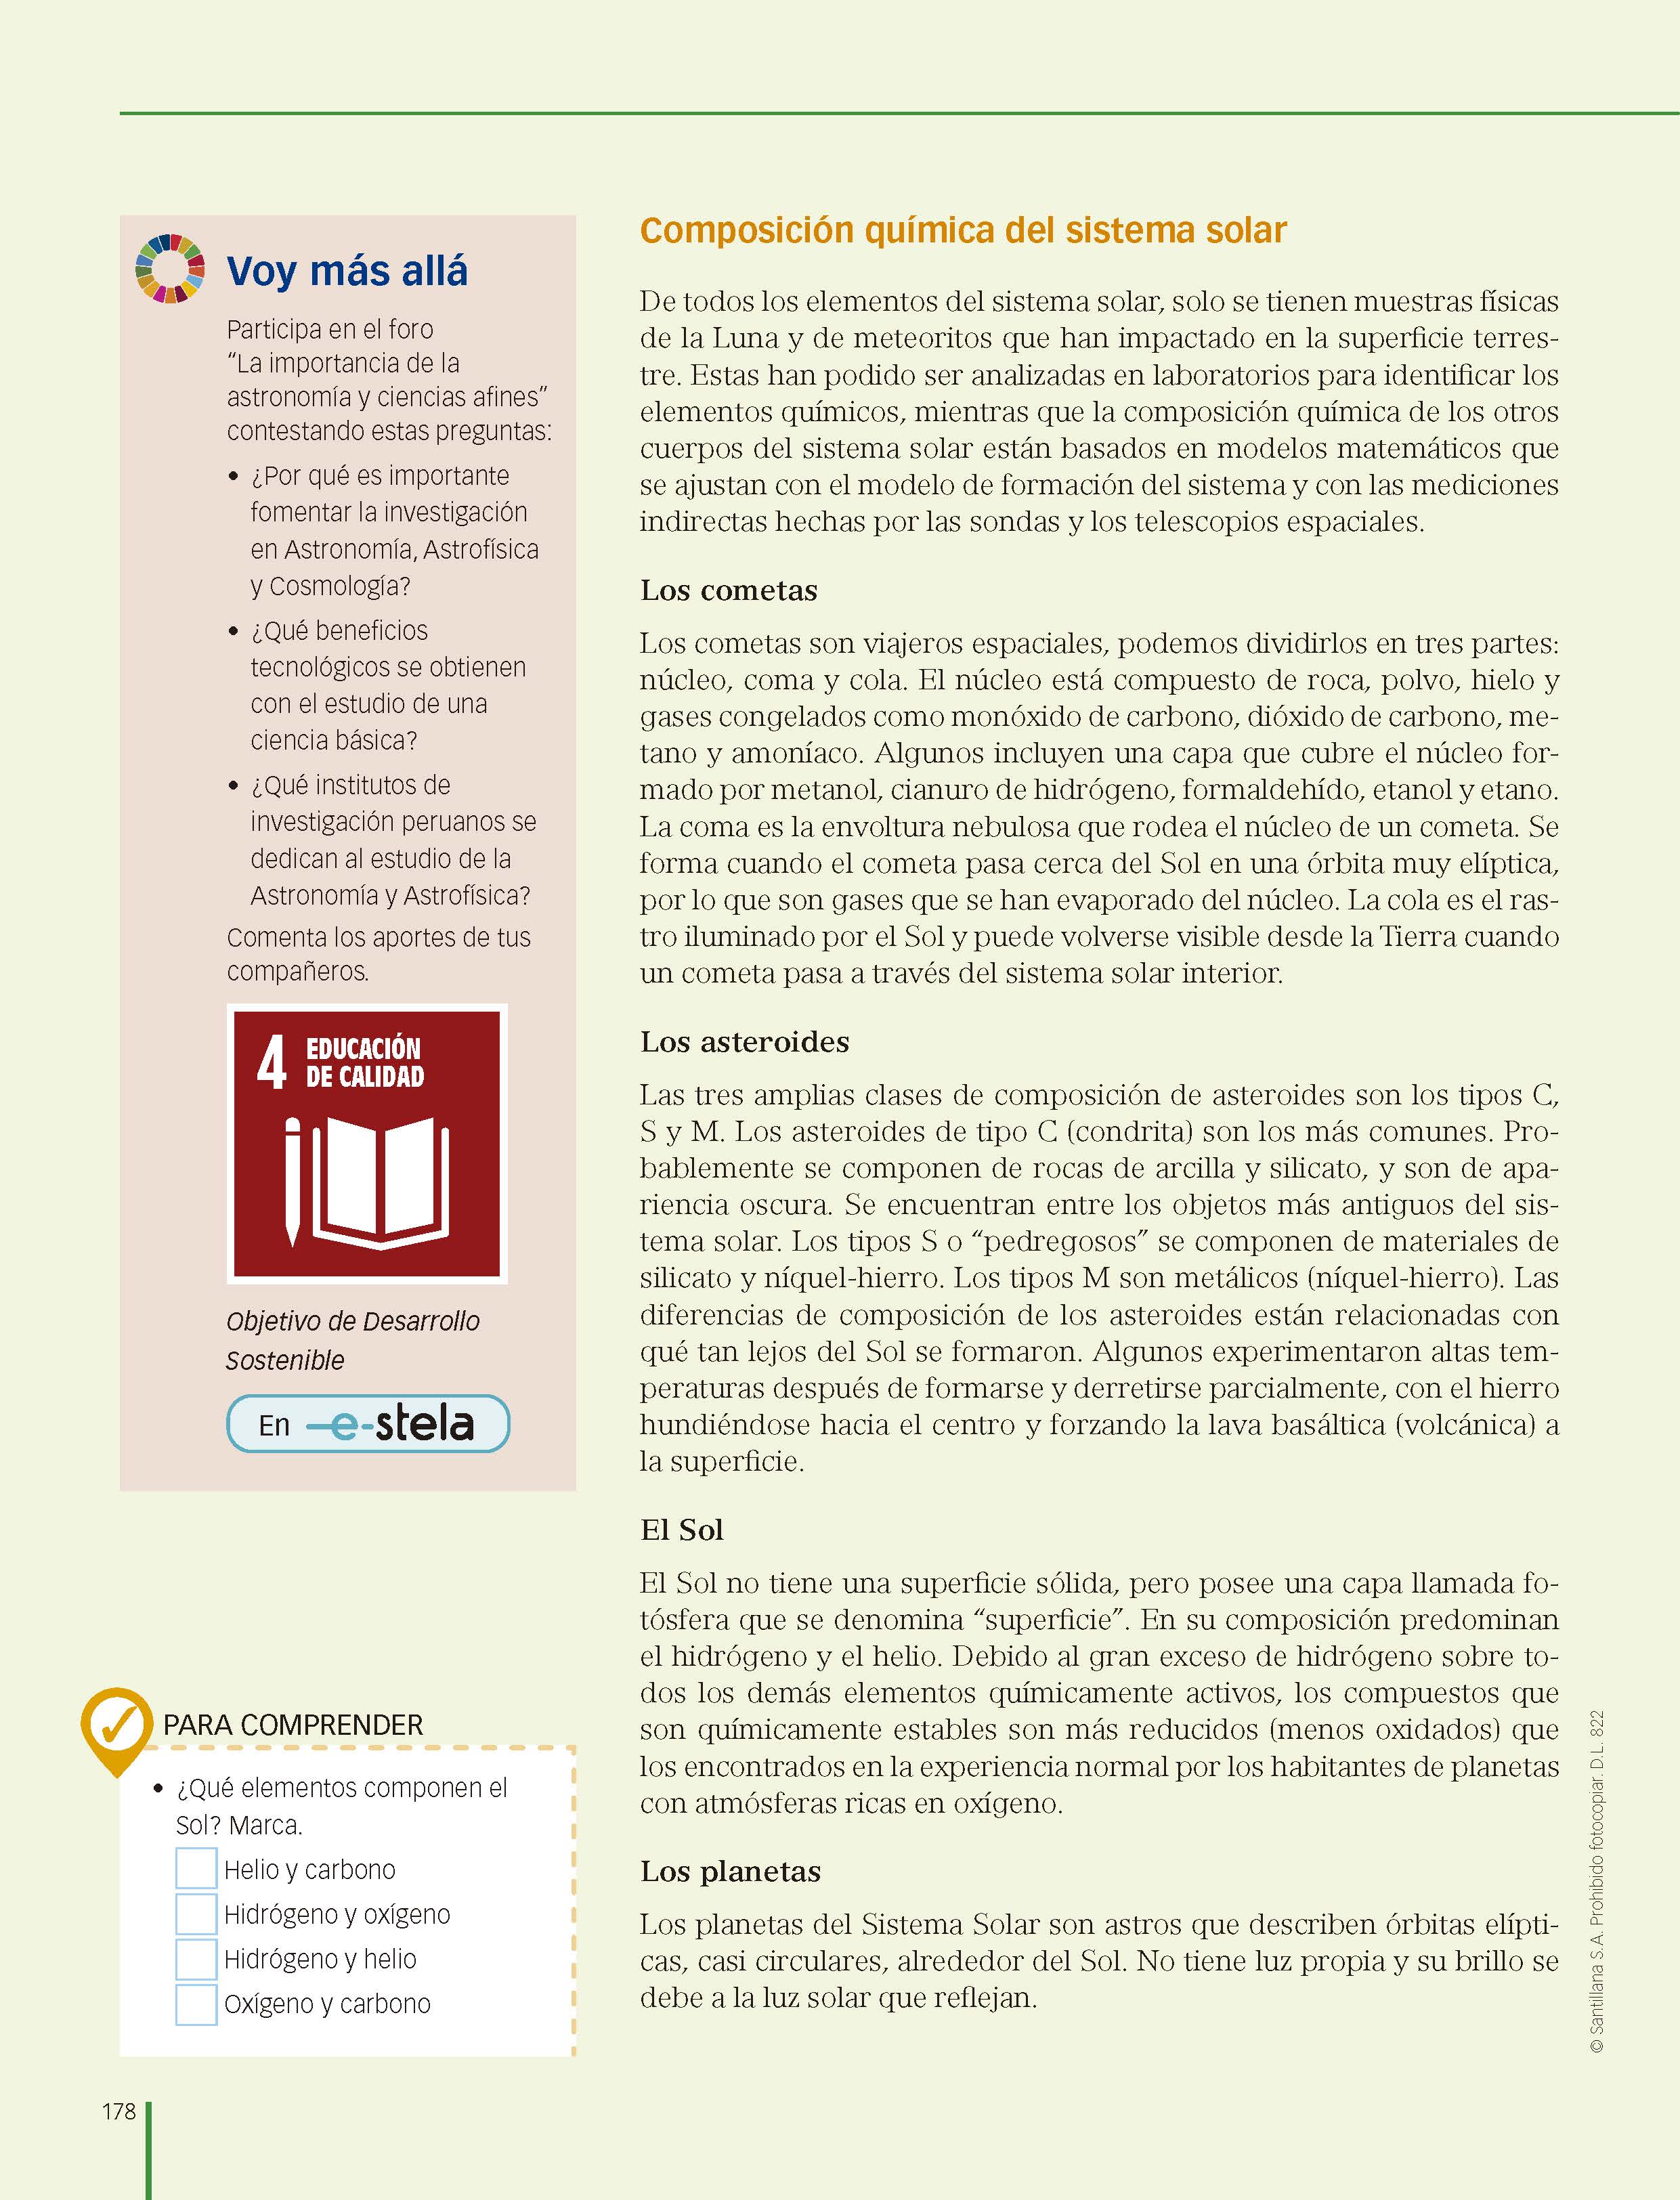 Voy más allá
Participa en el foro
“La importancia de la
astronomía y ciencias afines”
contestando estas preguntas:
• ¿Por qué es importante
fomentar la investigación
en Astronomía, Astrofísica
y Cosmología?
• ¿Qué beneficios
tecnológicos se obtienen
con el estudio de una
ciencia básica?
• ¿Qué institutos de
investigación peruanos se
dedican al estudio de la
Astronomía y Astrofísica?
Comenta los aportes de tus
compañeros.
4 EDUCACIÓN
DE CALIDAD
Objetivo de Desarrollo
Sostenible
En e-stela
PARA COMPRENDER
• ¿Qué elementos componen el
Sol? Marca.
Helio y carbono
Hidrógeno y oxígeno
Hidrógeno y helio
Oxígeno y carbono
Composición química del sistema solar
De todos los elementos del sistema solar, solo se tienen muestras físicas
de la Luna y de meteoritos que han impactado en la superficie terres-
tre. Estas han podido ser analizadas en laboratorios para identificar los
elementos químicos, mientras que la composición química de los otros
cuerpos del sistema solar están basados en modelos matemáticos que
se ajustan con el modelo de formación del sistema y con las mediciones
indirectas hechas por las sondas y los telescopios espaciales.
Los cometas
Los cometas son viajeros espaciales, podemos dividirlos en tres partes:
núcleo, coma y cola. El núcleo está compuesto de roca, polvo, hielo y
gases congelados como monóxido de carbono, dióxido de carbono, me-
tano y amoníaco. Algunos incluyen una capa que cubre el núcleo for-
mado por metanol, cianuro de hidrógeno, formaldehído, etanol y etano.
La coma es la envoltura nebulosa que rodea el núcleo de un cometa. Se
forma cuando el cometa pasa cerca del Sol en una órbita muy elíptica,
por lo que son gases que se han evaporado del núcleo. La cola es el ras-
tro iluminado por el Sol y puede volverse visible desde la Tierra cuando
un cometa pasa a través del sistema solar interior.
Los asteroides
Las tres amplias clases de composición de asteroides son los tipos C,
S y M. Los asteroides de tipo C (condrita) son los más comunes. Pro-
bablemente se componen de rocas de arcilla y silicato, y son de apa-
riencia oscura. Se encuentran entre los objetos más antiguos del sis-
tema solar. Los tipos S o “pedregosos” se componen de materiales de
silicato y níquel-hierro. Los tipos M son metálicos (níquel-hierro). Las
diferencias de composición de los asteroides están relacionadas con
qué tan lejos del Sol se formaron. Algunos experimentaron altas tem-
peraturas después de formarse y derretirse parcialmente, con el hierro
hundiéndose hacia el centro y forzando la lava basáltica (volcánica) a
la superficie.
El Sol
El Sol no tiene una superficie sólida, pero posee una capa llamada fo-
tósfera que se denomina “superficie”. En su composición predominan
el hidrógeno y el helio. Debido al gran exceso de hidrógeno sobre to-
dos los demás elementos químicamente activos, los compuestos que
son químicamente estables son más reducidos (menos oxidados) que
los encontrados en la experiencia normal por los habitantes de planetas
con atmósferas ricas en oxígeno.
Los planetas
Los planetas del Sistema Solar son astros que describen órbitas elípti-
cas, casi circulares, alrededor del Sol. No tiene luz propia y su brillo se
debe a la luz solar que reflejan.
© Santillana S.A. Prohibido fotocopiar. D.L. 822
178